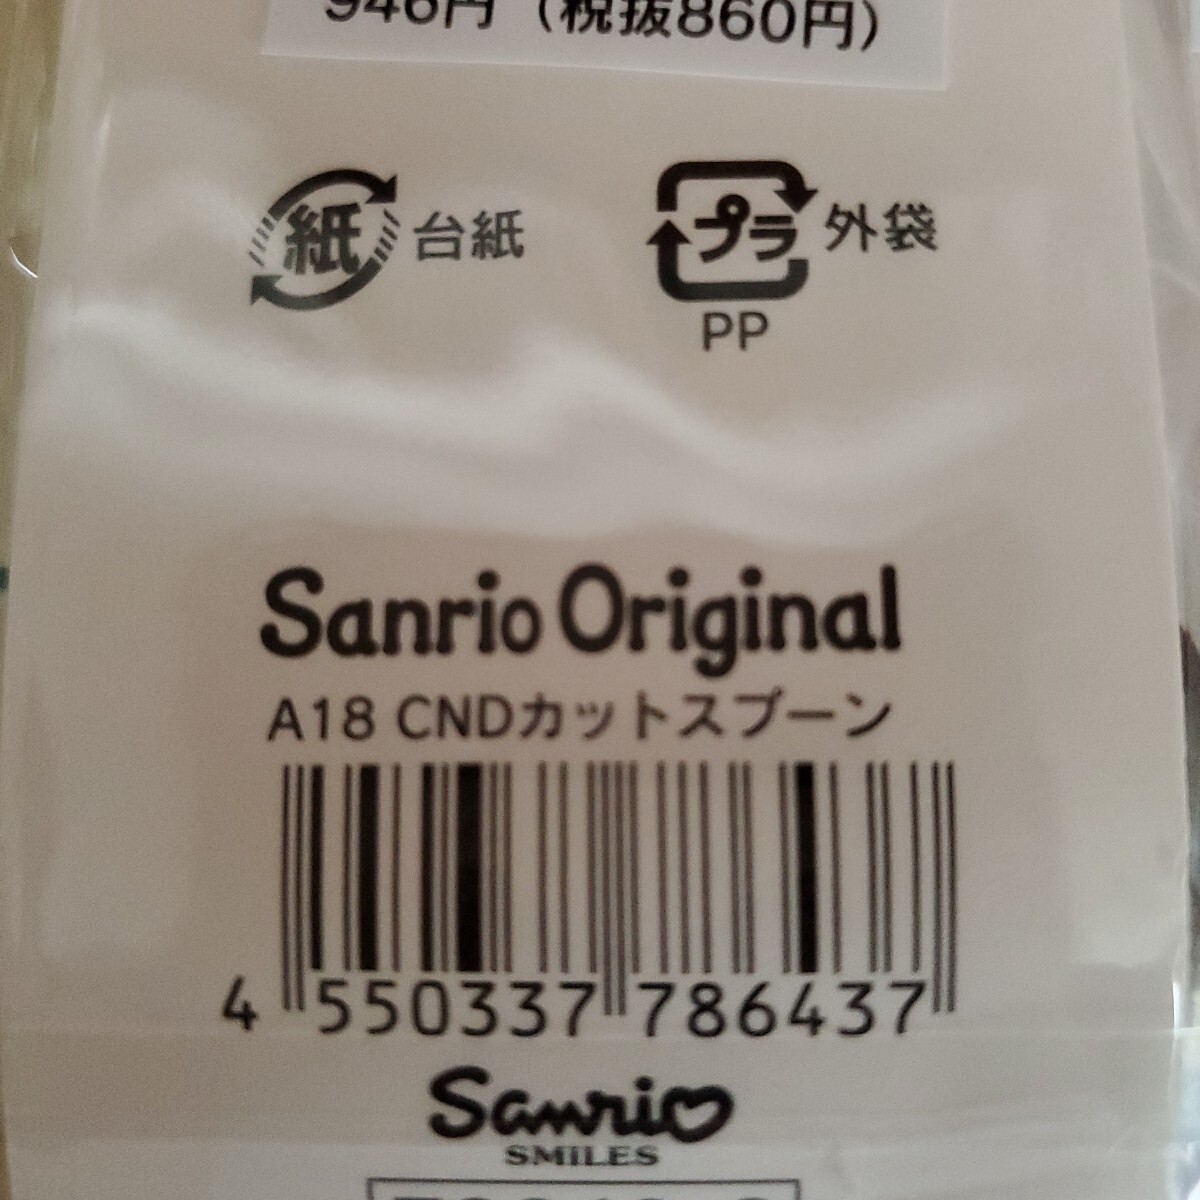 946円（税抜860円）
紙 台紙
プラ 外袋
PP
Sanrio Original
A18 CNDカットスプーン
4 550337 786437
Sanrio
SMILES